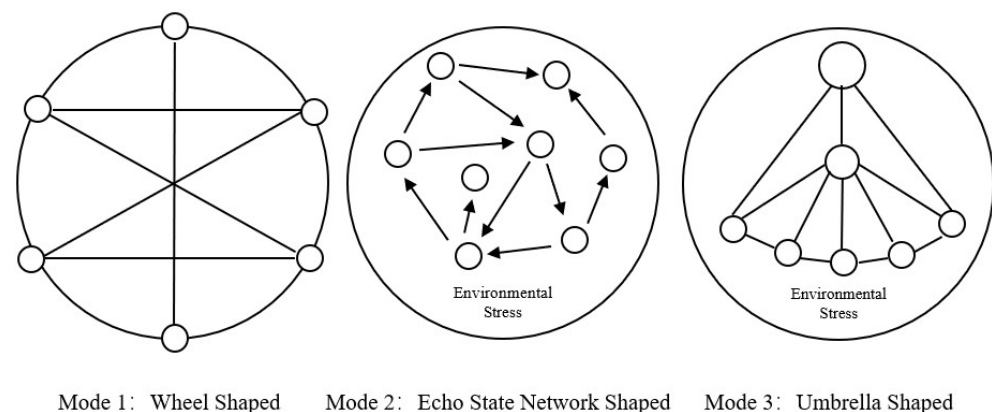 Environmental
Stress
Environmental
Stress
Mode 1: Wheel Shaped
Mode 2: Echo State Network Shaped
Mode 3: Umbrella Shaped